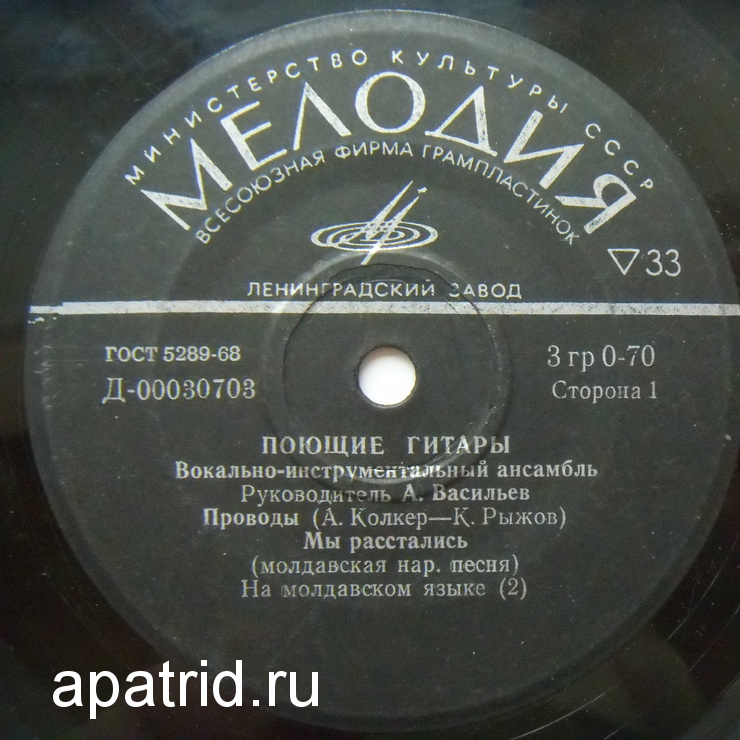 МИНИСТЕРСТВО КУЛЬТУРЫ СССР
МЕЛОДИЯ
ВСЕСОЮЗНАЯ ФИРМА ГРАМПЛАСТИНОК
▽33
ЛЕНИНГРАДСКИЙ ЗАВОД
ГОСТ 5289-68
3 гр 0-70
Д-00030703
Сторона 1
ПОЮЩИЕ ГИТАРЫ
Вокально-инструментальный ансамбль
Руководитель А. Васильев
Проводы (А. Колкер—К. Рыжов)
Мы расстались
(молдавская нар. песня)
На молдавском языке (2)
apatrid.ru